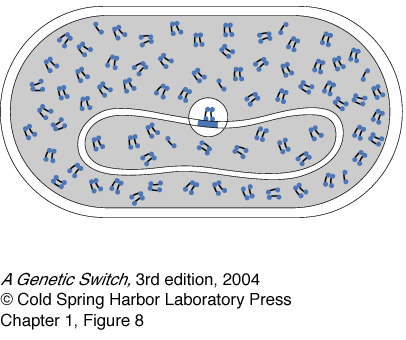 A Genetic Switch, 3rd edition, 2004
© Cold Spring Harbor Laboratory Press
Chapter 1, Figure 8